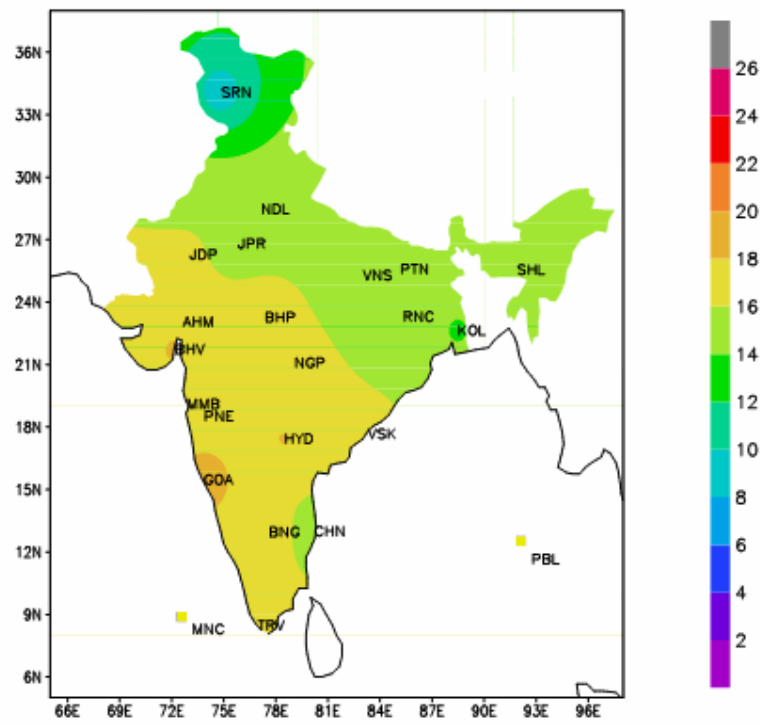 36N
33N
30N
27N
24N
21N
18N
15N
12N
9N
6N
66E 69E 72E 75E 78E 81E 84E 87E 90E 93E 96E
SRN
NDL
JPR
JDP
VNS
PTN
SHL
AHM
BHP
RNC
KOL
BHV
NGP
MMB
PNE
HYD
VSK
GOA
BNG
CHN
PBL
TRV
MNC
26
24
22
20
18
16
14
12
10
8
6
4
2